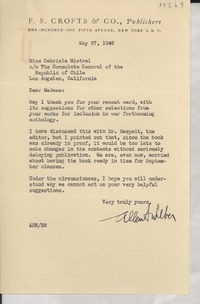 11269
F. S. CROFTS & CO., Publishers
ONE-HUNDRED-ONE FIFTH AVENUE, NEW YORK 3, N. Y.
May 27, 1946
Miss Gabriela Mistral
c/o The Consulate General of the
Republic of Chile
Los Angeles, California
Dear Madame:
May I thank you for your recent card, with
its suggestions for other selections from
your works for inclusion in our forthcoming
anthology.
I have discussed this with Dr. Hespelt, the
editor, but I pointed out that, since the book
was already in proof, it would be too late to
make changes in the contents without seriously
delaying publication. We are, even now, worried
about having the book ready in time for Septem-
ber classes.
Under the circumstances, I hope you will under-
stand why we cannot act on your very helpful
suggestions.
Very truly yours,